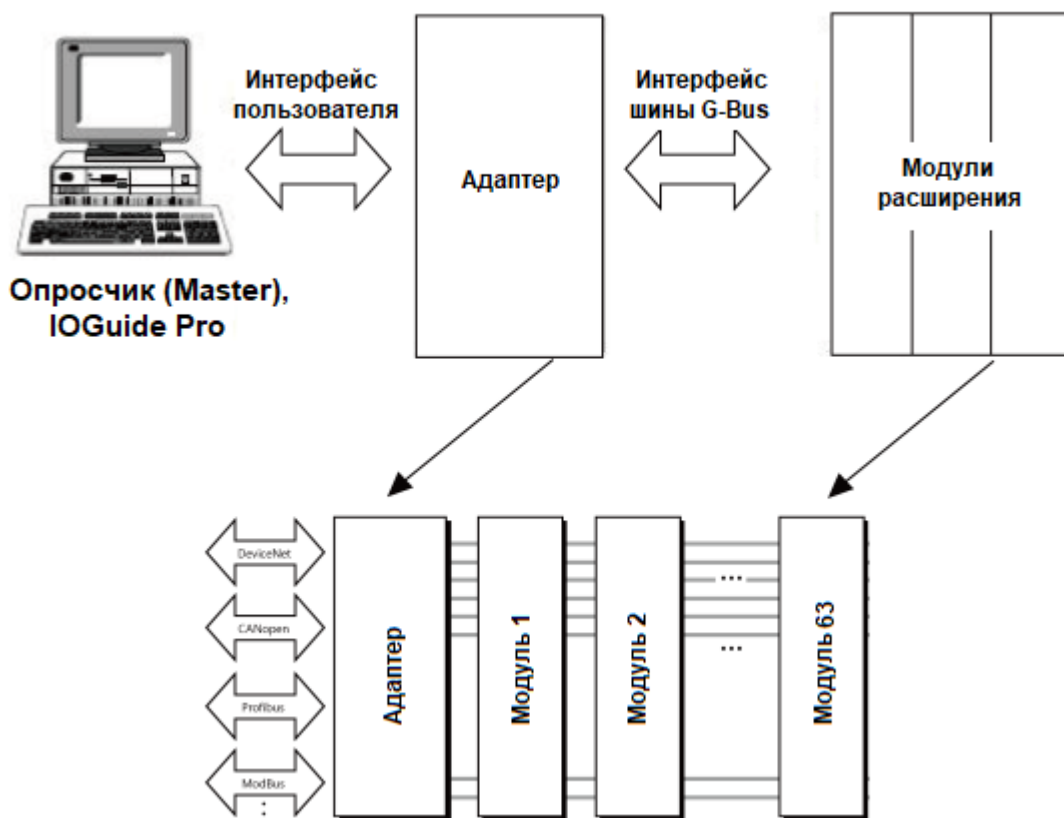 Интерфейс
пользователя
Интерфейс
шины G-Bus
Адаптер
Модули
расширения
Опросчик (Master),
IOGuide Pro
DeviceNet
CANopen
Profibus
ModBus
:
Адаптер
Модуль 1
Модуль 2
...
...
Модуль 63